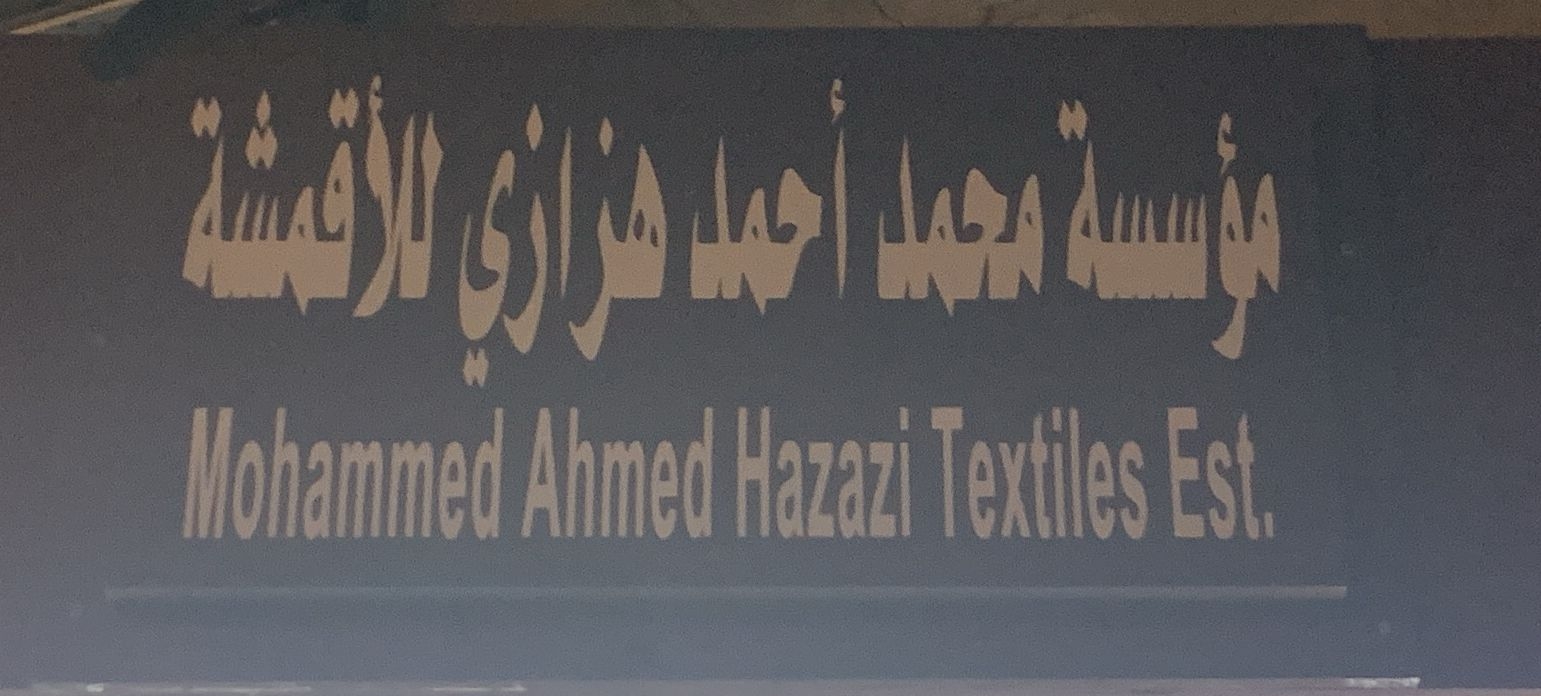 مؤسسة محمد أحمد هزازي للأقمشة
Mohammed Ahmed Hazazi Textiles Est.